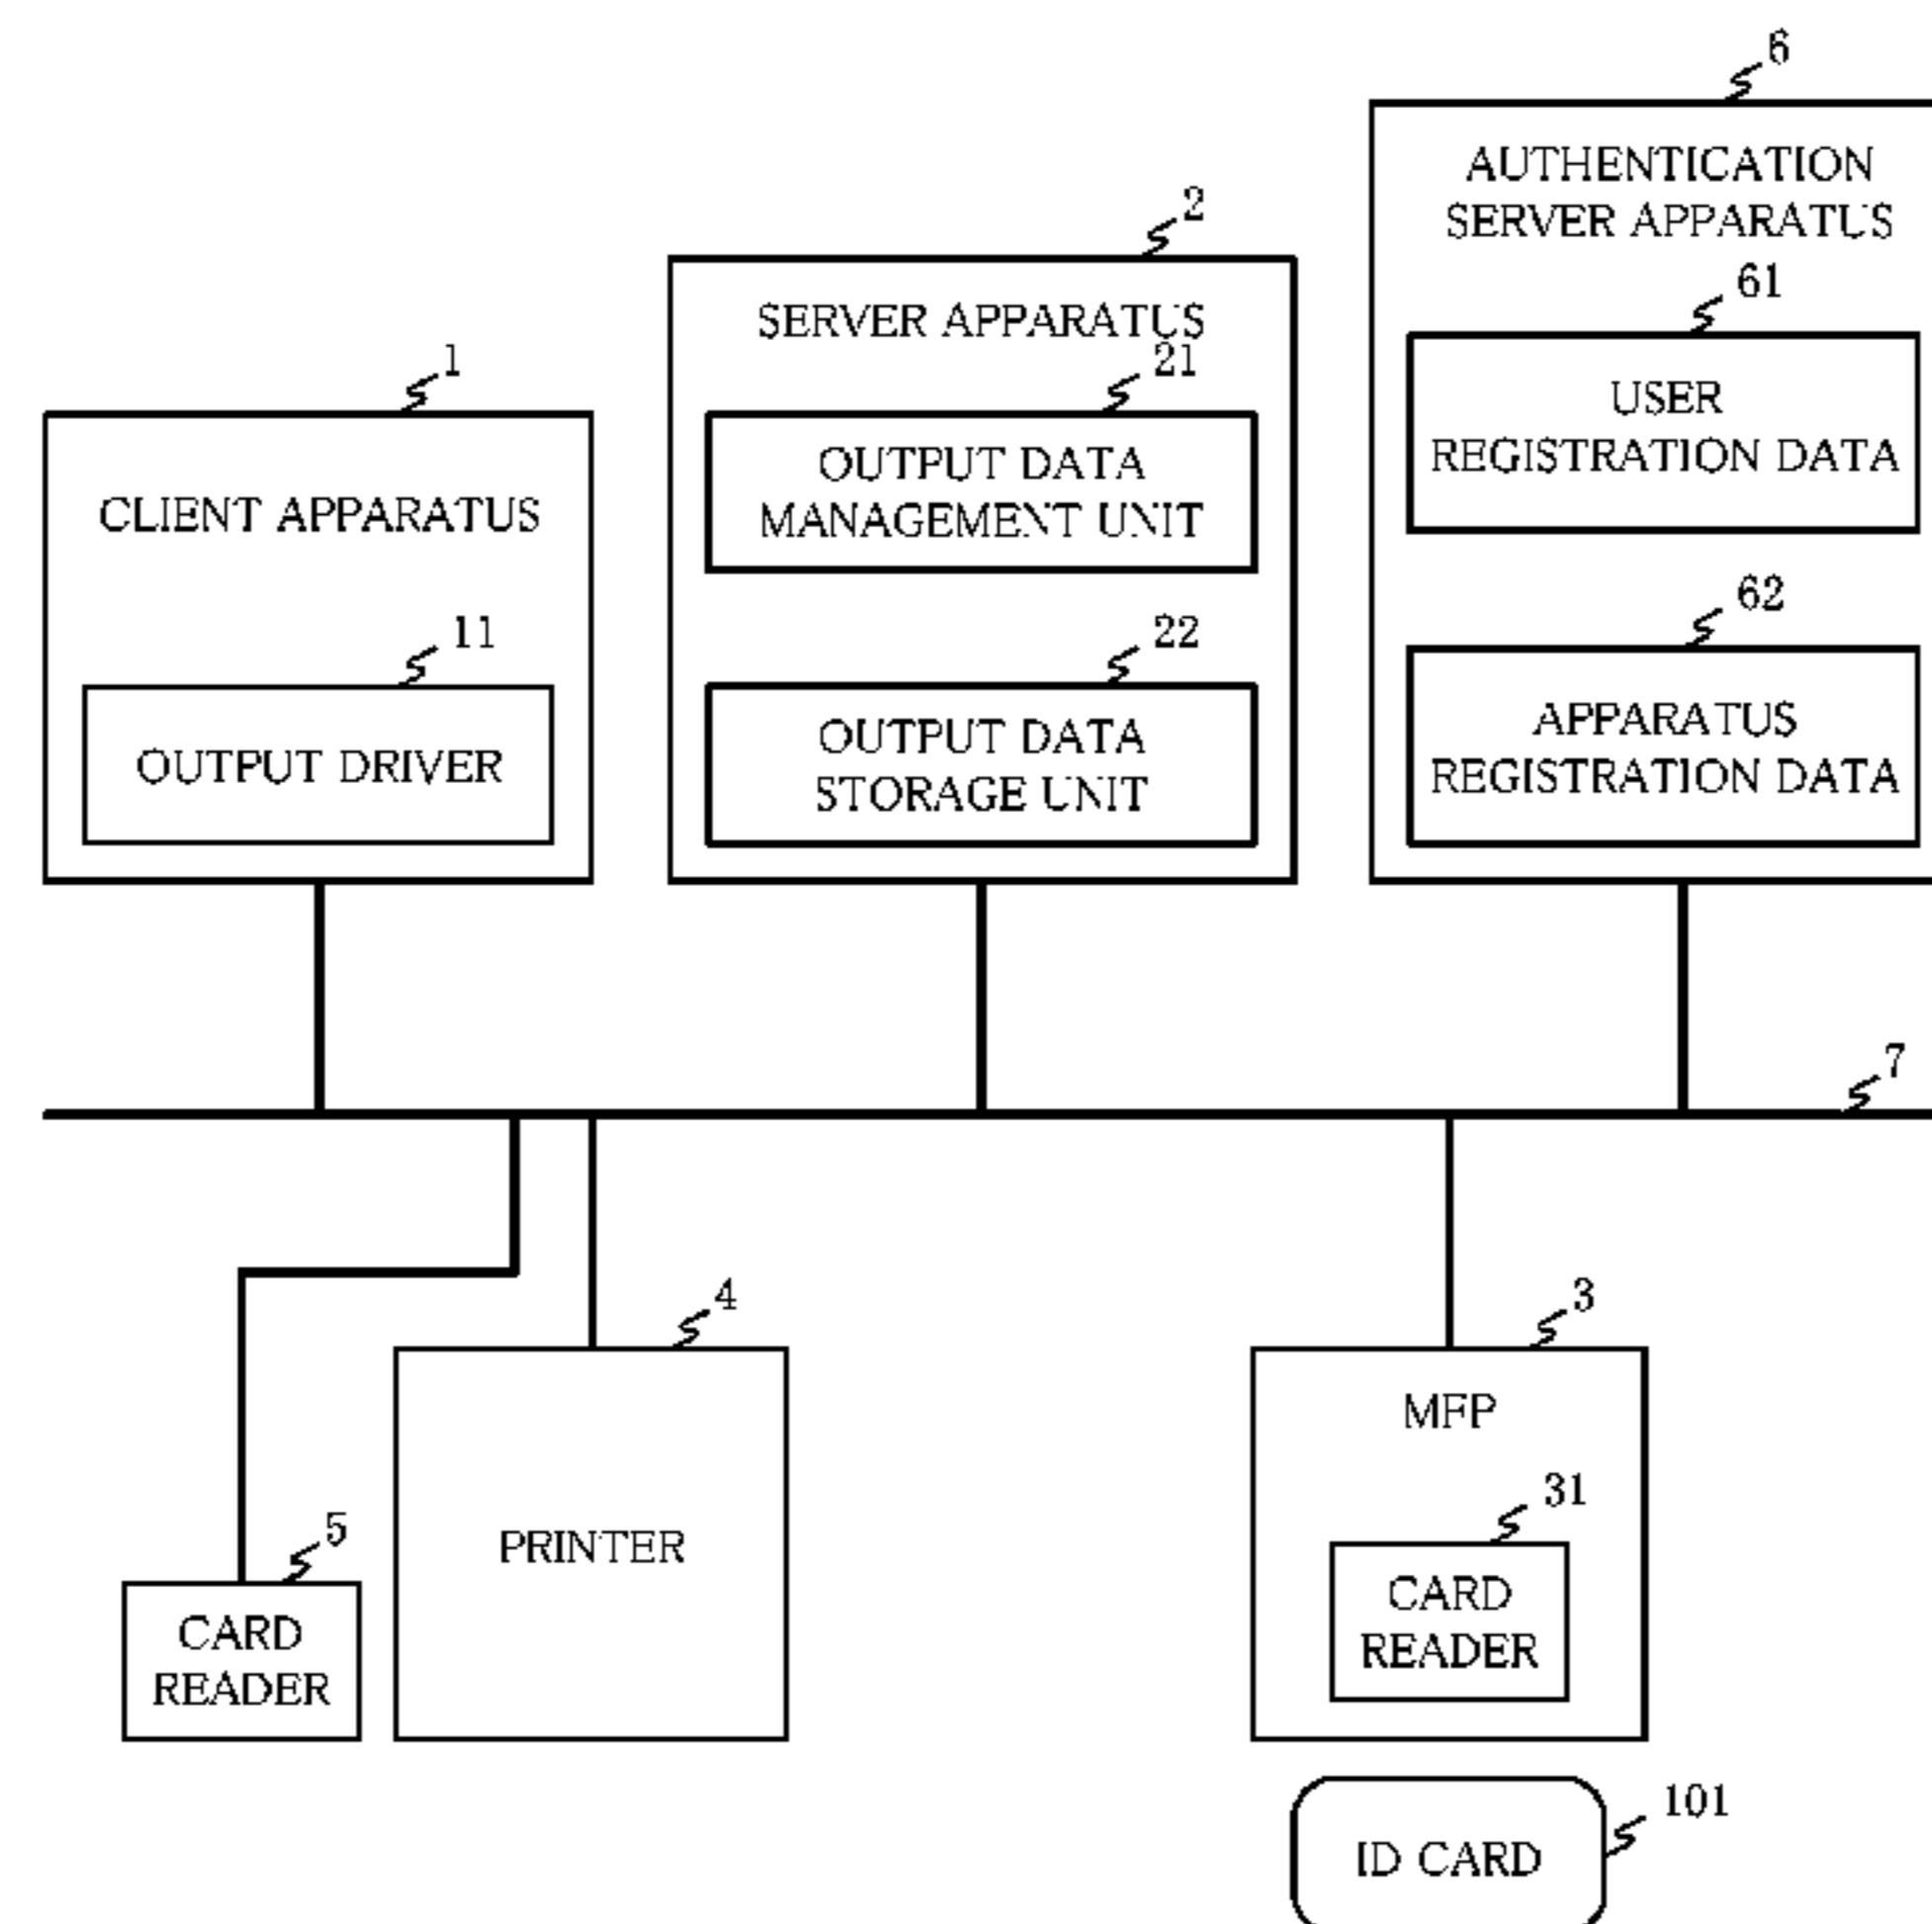 6
AUTHENTICATION
SERVER APPARATUS
2
61
SERVER APPARATUS
USER
REGISTRATION DATA
1
21
CLIENT APPARATUS
OUTPUT DATA
MANAGEMENT UNIT
62
APPARATUS
REGISTRATION DATA
11
22
OUTPUT DRIVER
OUTPUT DATA
STORAGE UNIT
7
4
3
PRINTER
MFP
5
31
CARD
READER
CARD
READER
101
ID CARD